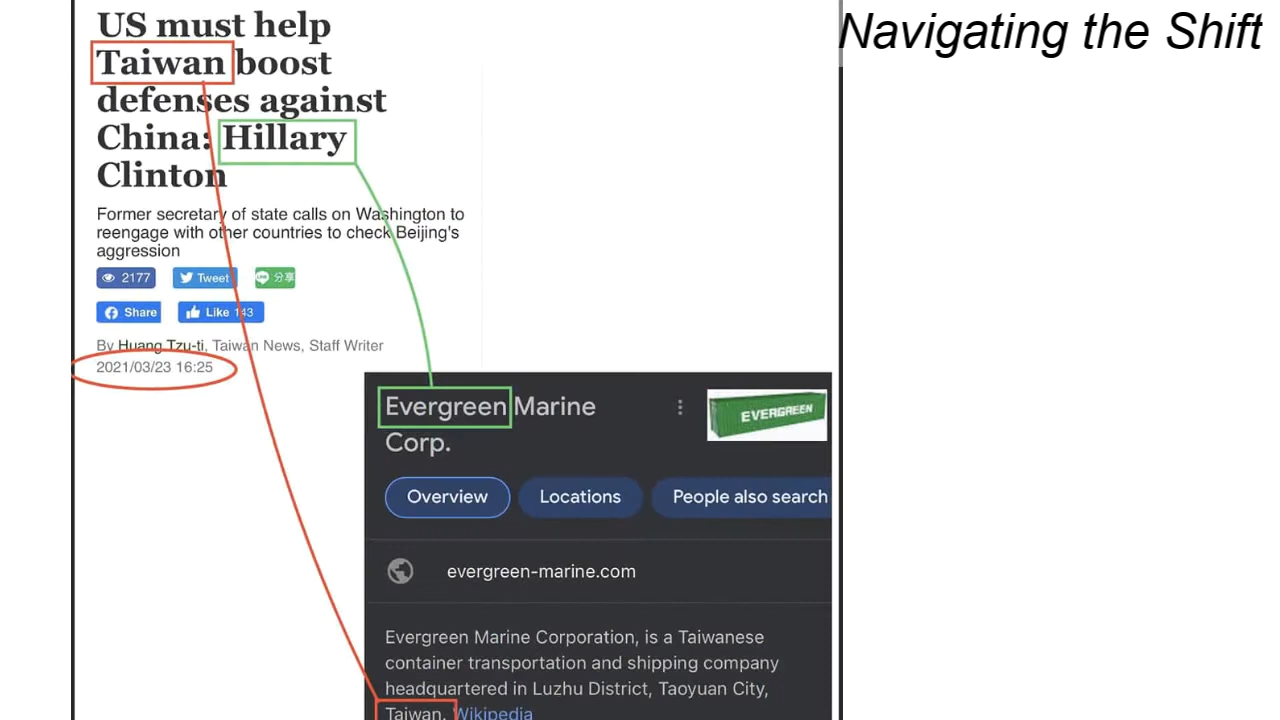 US must help
Taiwan boost
defenses against
China: Hillary
Clinton
Former secretary of state calls on Washington to
reengage with other countries to check Beijing's
aggression
2177 Tweet LINE 分享
Share Like 143
By Huang Tzu-ti, Taiwan News, Staff Writer
2021/03/23 16:25
Navigating the Shift
Evergreen Marine
Corp.
EVERGREEN
Overview Locations People also search
evergreen-marine.com
Evergreen Marine Corporation, is a Taiwanese
container transportation and shipping company
headquartered in Luzhu District, Taoyuan City,
Taiwan. Wikipedia